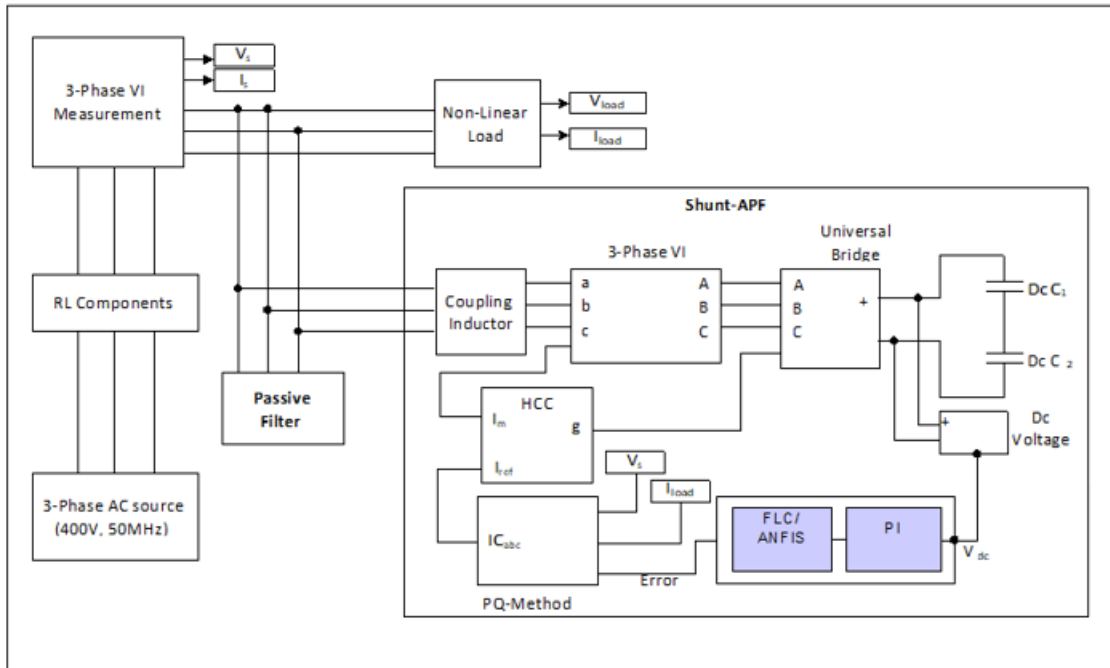 3-Phase VI
Measurement
Vs
Is
Non-Linear
Load
Vload
Iload
RL Components
3-Phase AC source
(400V, 50MHz)
Passive
Filter
Shunt-APF
Coupling
Inductor
3-Phase VI
a
b
c
A
B
C
Universal
Bridge
A
B
C
+
Dc C1
Dc C 2
+
Dc
Voltage
HCC
Im
g
Iref
Vs
Iload
ICabc
PQ-Method
Error
FLC/
ANFIS
PI
V dc